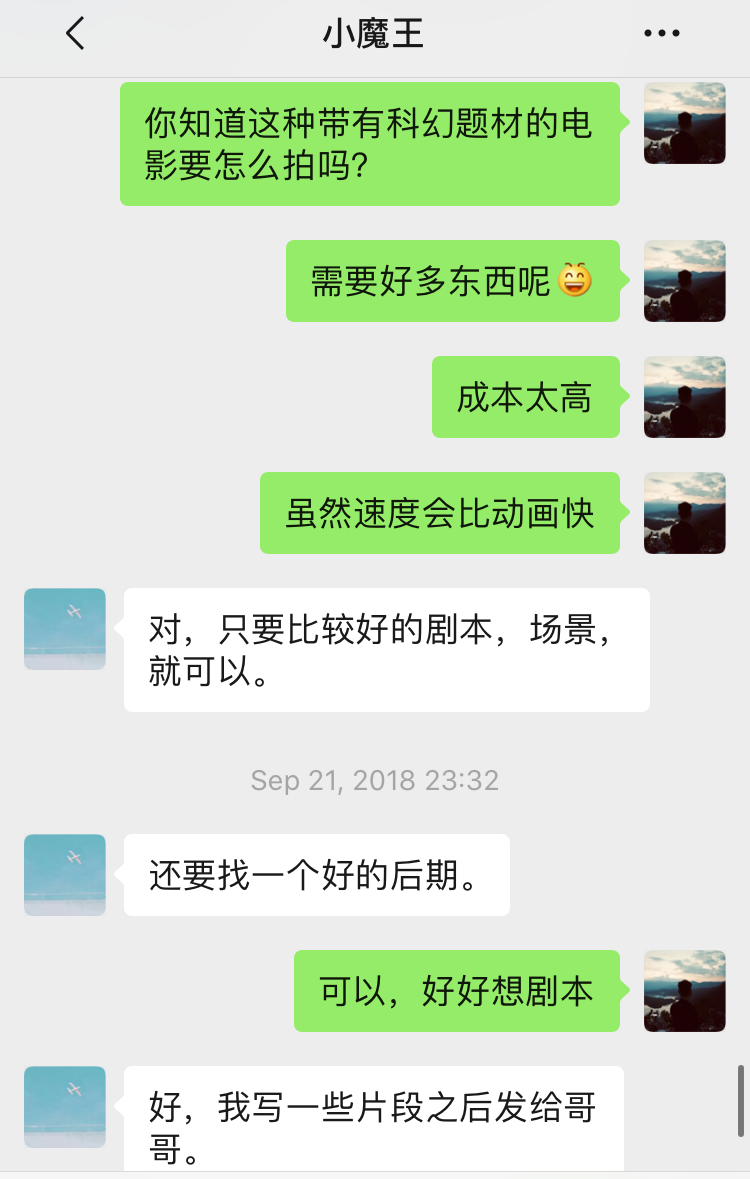 小魔王
你知道这种带有科幻题材的电
影要怎么拍吗?
需要好多东西呢😄
成本太高
虽然速度会比动画快
对，只要比较好的剧本，场景，
就可以。
Sep 21, 2018 23:32
还要找一个好的后期。
可以，好好想剧本
好，我写一些片段之后发给哥
哥。